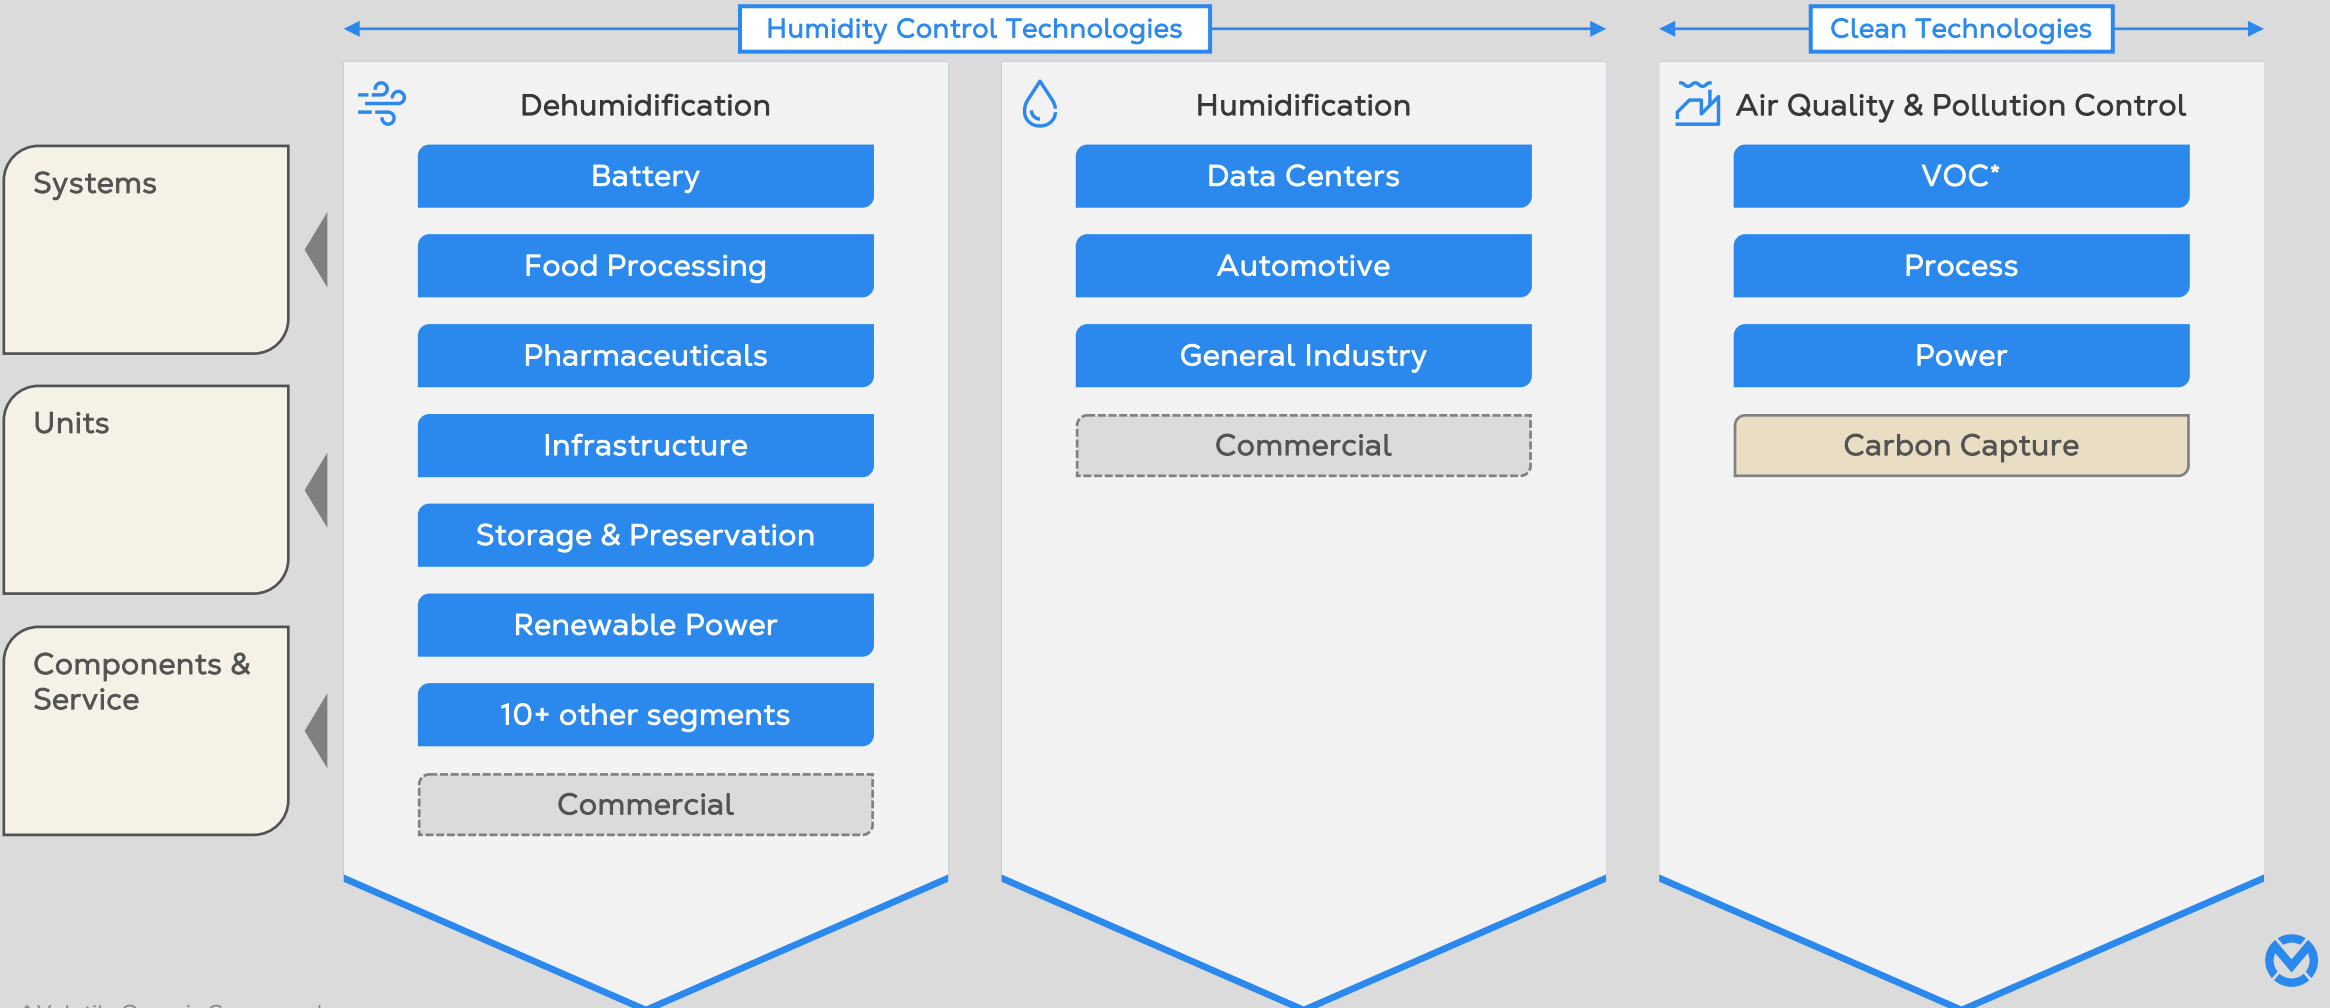 Humidity Control Technologies
Clean Technologies
Systems
Units
Components &
Service
Dehumidification
Battery
Food Processing
Pharmaceuticals
Infrastructure
Storage & Preservation
Renewable Power
10+ other segments
Commercial
Humidification
Data Centers
Automotive
General Industry
Commercial
Air Quality & Pollution Control
VOC*
Process
Power
Carbon Capture